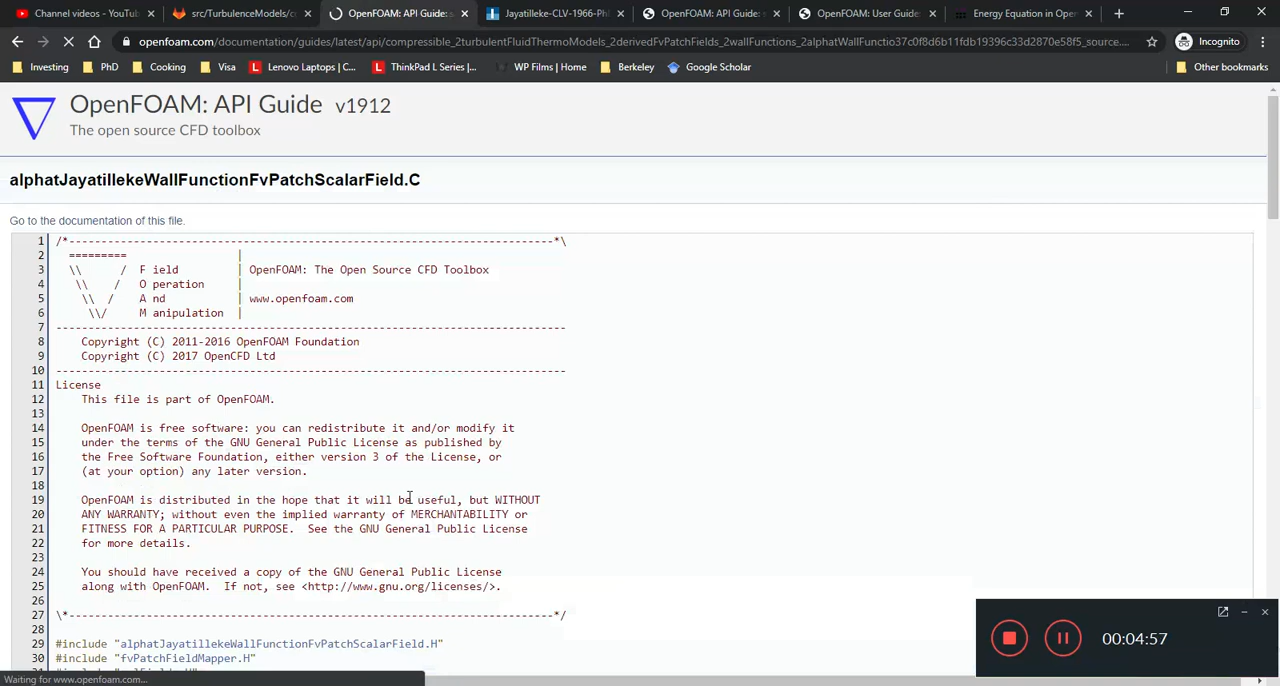 Channel videos - YouTu
src/TurbulenceModels/co
OpenFOAM: API Guide:
Jayatilleke-CLV-1966-Ph
OpenFOAM: API Guide: s
OpenFOAM: User Guide
Energy Equation in Open
openfoam.com/documentation/guides/latest/api/compressible_2turbulentFluidThermoModels_2derivedFvPatchFields_2wallFunctions_2alphatWallFunctio37c0f8d6b11fdb19396c33d2870e58f5_source....
Incognito
Investing
PhD
Cooking
Visa
Lenovo Laptops | C...
ThinkPad L Series |...
WP Films | Home
Berkeley
Google Scholar
Other bookmarks
OpenFOAM: API Guide v1912
The open source CFD toolbox
alphatJayatillekeWallFunctionFvPatchScalarField.C
Go to the documentation of this file.
1 /*---------------------------------------------------------------------------*\
2 ========= |
3 \\ / F ield | OpenFOAM: The Open Source CFD Toolbox
4 \\ / O peration |
5 \\ / A nd | www.openfoam.com
6 \\/ M anipulation |
7 -------------------------------------------------------------------------------
8 Copyright (C) 2011-2016 OpenFOAM Foundation
9 Copyright (C) 2017 OpenCFD Ltd
10 -------------------------------------------------------------------------------
11 License
12 This file is part of OpenFOAM.
13
14 OpenFOAM is free software: you can redistribute it and/or modify it
15 under the terms of the GNU General Public License as published by
16 the Free Software Foundation, either version 3 of the License, or
17 (at your option) any later version.
18
19 OpenFOAM is distributed in the hope that it will be useful, but WITHOUT
20 ANY WARRANTY; without even the implied warranty of MERCHANTABILITY or
21 FITNESS FOR A PARTICULAR PURPOSE. See the GNU General Public License
22 for more details.
23
24 You should have received a copy of the GNU General Public License
25 along with OpenFOAM. If not, see <http://www.gnu.org/licenses/>.
26
27 \*---------------------------------------------------------------------------*/
28
29 #include "alphatJayatillekeWallFunctionFvPatchScalarField.H"
30 #include "fvPatchFieldMapper.H"
00:04:57
Waiting for www.openfoam.com...